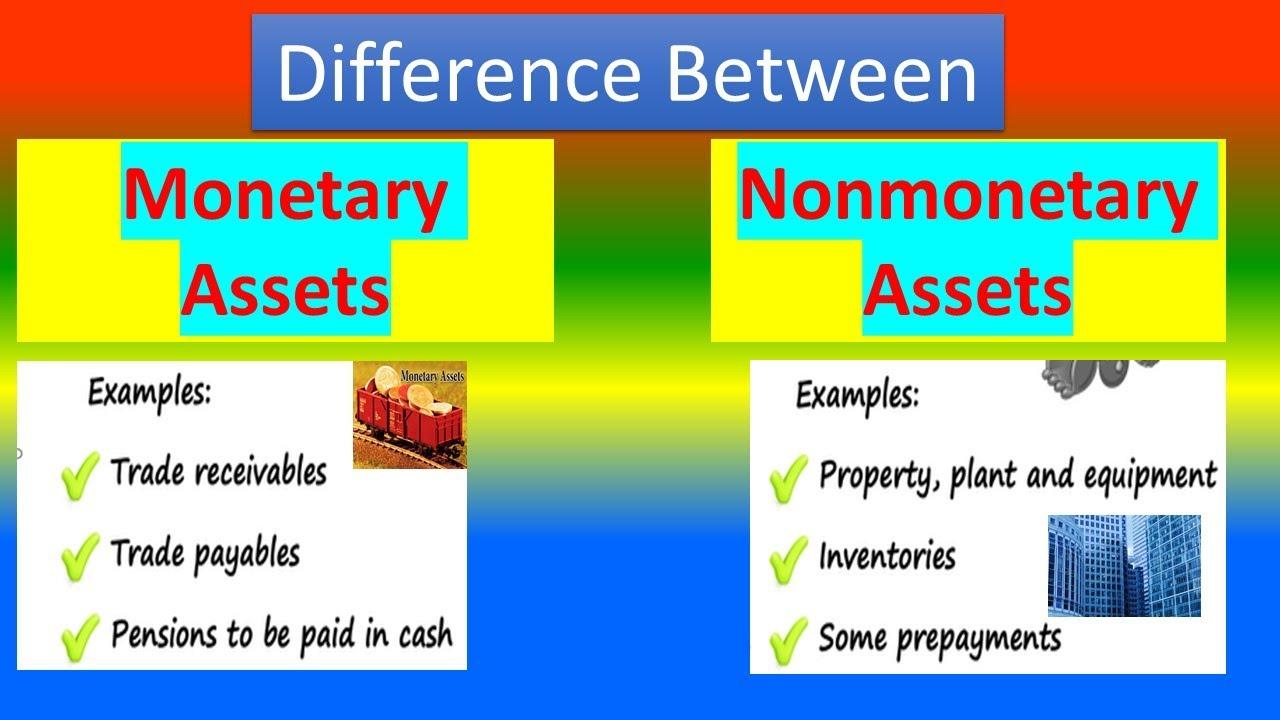 Difference Between
Monetary
Assets
Examples:
Monetary Assets
Trade receivables
Trade payables
Pensions to be paid in cash
Nonmonetary
Assets
Examples:
Property, plant and equipment
Inventories
Some prepayments